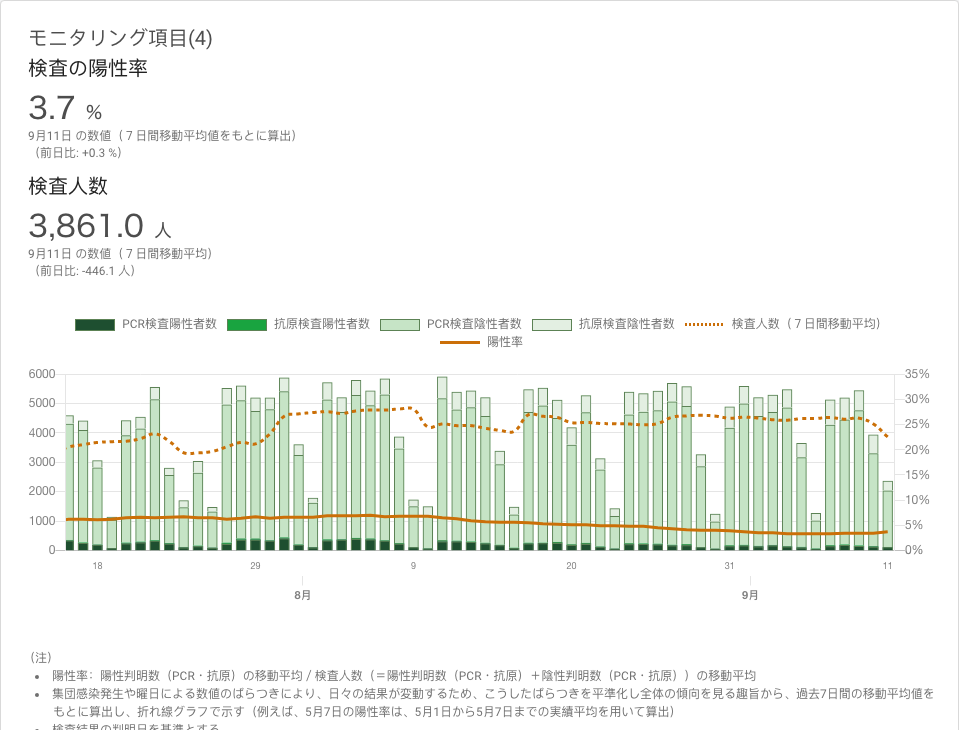 モニタリング項目(4)
検査の陽性率
3.7 %
9月11日 の数値（７日間移動平均値をもとに算出）
（前日比: +0.3 %）
検査人数
3,861.0 人
9月11日 の数値（７日間移動平均）
（前日比: -446.1 人）
PCR検査陽性者数 抗原検査陽性者数 PCR検査陰性者数 抗原検査陰性者数 検査人数（７日間移動平均）
陽性率
6000 35%
5000 30%
4000 25%
3000 20%
2000 15%
1000 10%
0 5%
0%
18 29 9 20 31 11
8月 9月
（注）
陽性率：陽性判明数（PCR・抗原）の移動平均 / 検査人数（＝陽性判明数（PCR・抗原）＋陰性判明数（PCR・抗原））の移動平均
集団感染発生や曜日による数値のばらつきにより、日々の結果が変動するため、こうしたばらつきを平準化し全体の傾向を見る趣旨から、過去7日間の移動平均値を
もとに算出し、折れ線グラフで示す（例えば、5月7日の陽性率は、5月1日から5月7日までの実績平均を用いて算出）
検査結果の判明日を基準とする